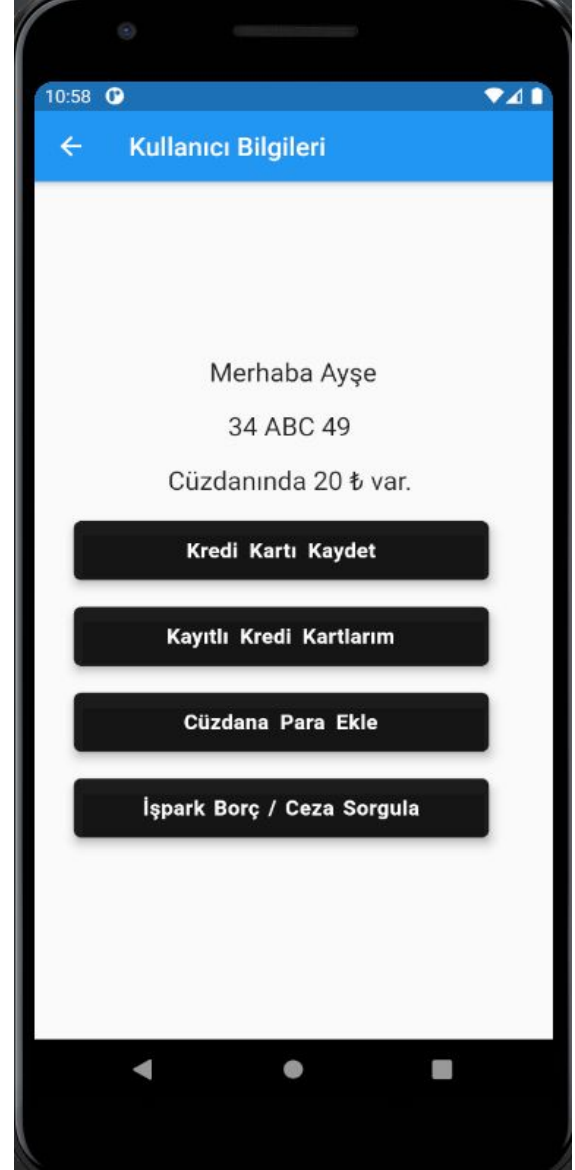 10:58
Kullanıcı Bilgileri
Merhaba Ayşe
34 ABC 49
Cüzdanında 20 ₺ var.
Kredi Kartı Kaydet
Kayıtlı Kredi Kartlarım
Cüzdana Para Ekle
İşpark Borç / Ceza Sorgula